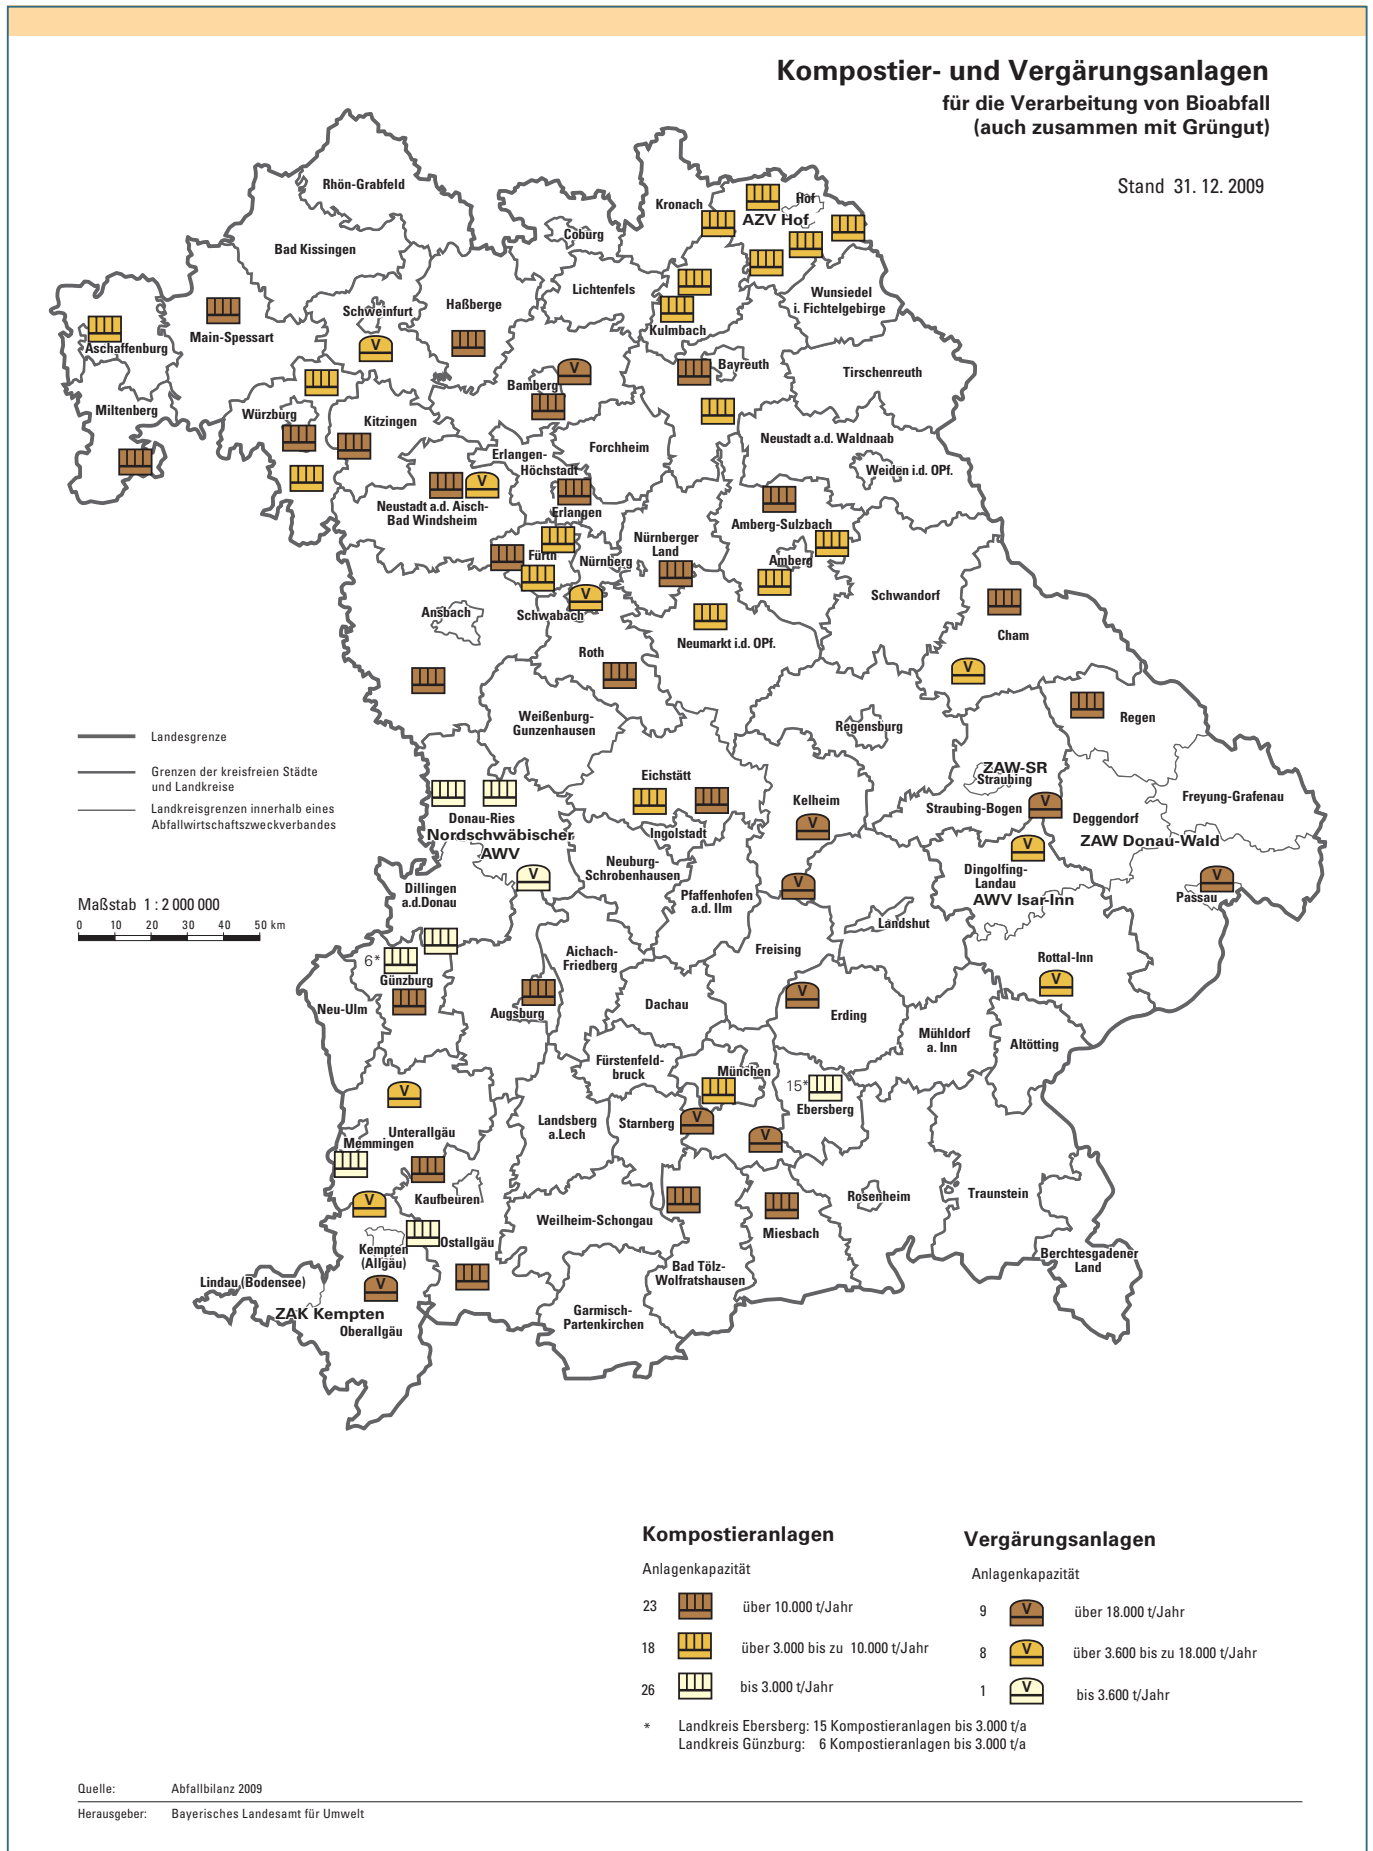 Kompostier- und Vergärungsanlagen
für die Verarbeitung von Bioabfall
(auch zusammen mit Grüngut)
Stand 31. 12. 2009
Rhön-Grabfeld
Kronach
Hof
AZV Hof
Coburg
Bad Kissingen
Lichtenfels
Wunsiedel
i. Fichtelgebirge
Haßberge
Schweinfurt
Kulmbach
Main-Spessart
Aschaffenburg
Bayreuth
Tirschenreuth
Bamberg
Miltenberg
Würzburg
Kitzingen
Neustadt a.d. Waldnaab
Forchheim
Erlangen-
Höchstadt
Weiden i.d. OPf.
Neustadt a.d. Aisch-
Bad Windsheim
Erlangen
Amberg-Sulzbach
Nürnberger
Land
Fürth
Nürnberg
Amberg
Schwandorf
Ansbach
Schwabach
Cham
Neumarkt i.d. OPf.
Roth
Weißenburg-
Gunzenhausen
Regensburg
Regen
Landesgrenze
Grenzen der kreisfreien Städte
und Landkreise
Landkreisgrenzen innerhalb eines
Abfallwirtschaftszweckverbandes
ZAW-SR
Straubing
Eichstätt
Kelheim
V
Straubing-Bogen
Deggendorf
Freyung-Grafenau
Donau-Ries
Nordschwäbischer
AWV
Ingolstadt
ZAW Donau-Wald
Neuburg-
Schrobenhausen
Dingolfing-
Landau
AWV Isar-Inn
Passau
Dillingen
a.d.Donau
Pfaffenhofen
a.d. Ilm
Maßstab 1 : 2 000 000
0 10 20 30 40 50 km
Landshut
Aichach-
Friedberg
Freising
Rottal-Inn
6*
Günzburg
Neu-Ulm
Augsburg
Dachau
Erding
Mühldorf
a. Inn
Altötting
Fürstenfeld-
bruck
München
15*
Ebersberg
Landsberg
a.Lech
Starnberg
Unterallgäu
Memmingen
Kaufbeuren
Rosenheim
Traunstein
Weilheim-Schongau
Miesbach
Ostallgäu
Kempten
(Allgäu)
Berchtesgadener
Land
Bad Tölz-
Wolfratshausen
Lindau (Bodensee)
ZAK Kempten
Oberallgäu
Garmisch-
Partenkirchen
Kompostieranlagen
Anlagenkapazität
23 über 10.000 t/Jahr
18 über 3.000 bis zu 10.000 t/Jahr
26 bis 3.000 t/Jahr
Vergärungsanlagen
Anlagenkapazität
9 V über 18.000 t/Jahr
8 V über 3.600 bis zu 18.000 t/Jahr
1 V bis 3.600 t/Jahr
* Landkreis Ebersberg: 15 Kompostieranlagen bis 3.000 t/a
Landkreis Günzburg: 6 Kompostieranlagen bis 3.000 t/a
Quelle: Abfallbilanz 2009
Herausgeber: Bayerisches Landesamt für Umwelt